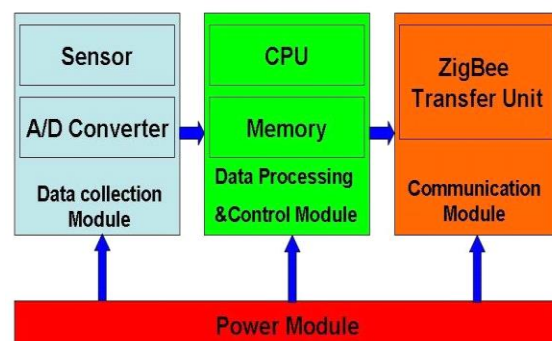 Sensor
A/D Converter
Data collection
Module
CPU
Memory
Data Processing
&Control Module
ZigBee
Transfer Unit
Communication
Module
Power Module